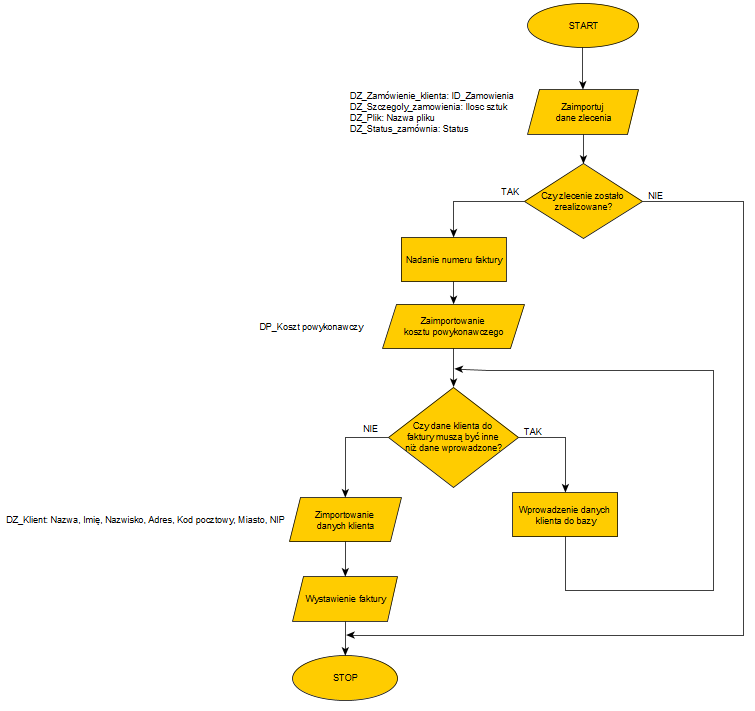 START
DZ_Zamówienie_klienta: ID_Zamowienia
DZ_Szczegoly_zamowienia: Ilosc sztuk
DZ_Plik: Nazwa pliku
DZ_Status_zamównia: Status
Zaimportuj
dane zlecenia
Czy zlecenie zostało
zrealizowane?
TAK
NIE
Nadanie numeru faktury
DP_Koszt powykonawczy
Zaimportowanie
kosztu powykonawczego
Czy dane klienta do
faktury muszą być inne
niż dane wprowadzone?
NIE
TAK
DZ_Klient: Nazwa, Imię, Nazwisko, Adres, Kod pocztowy, Miasto, NIP
Zimportowanie
danych klienta
Wprowadzenie danych
klienta do bazy
Wystawienie faktury
STOP